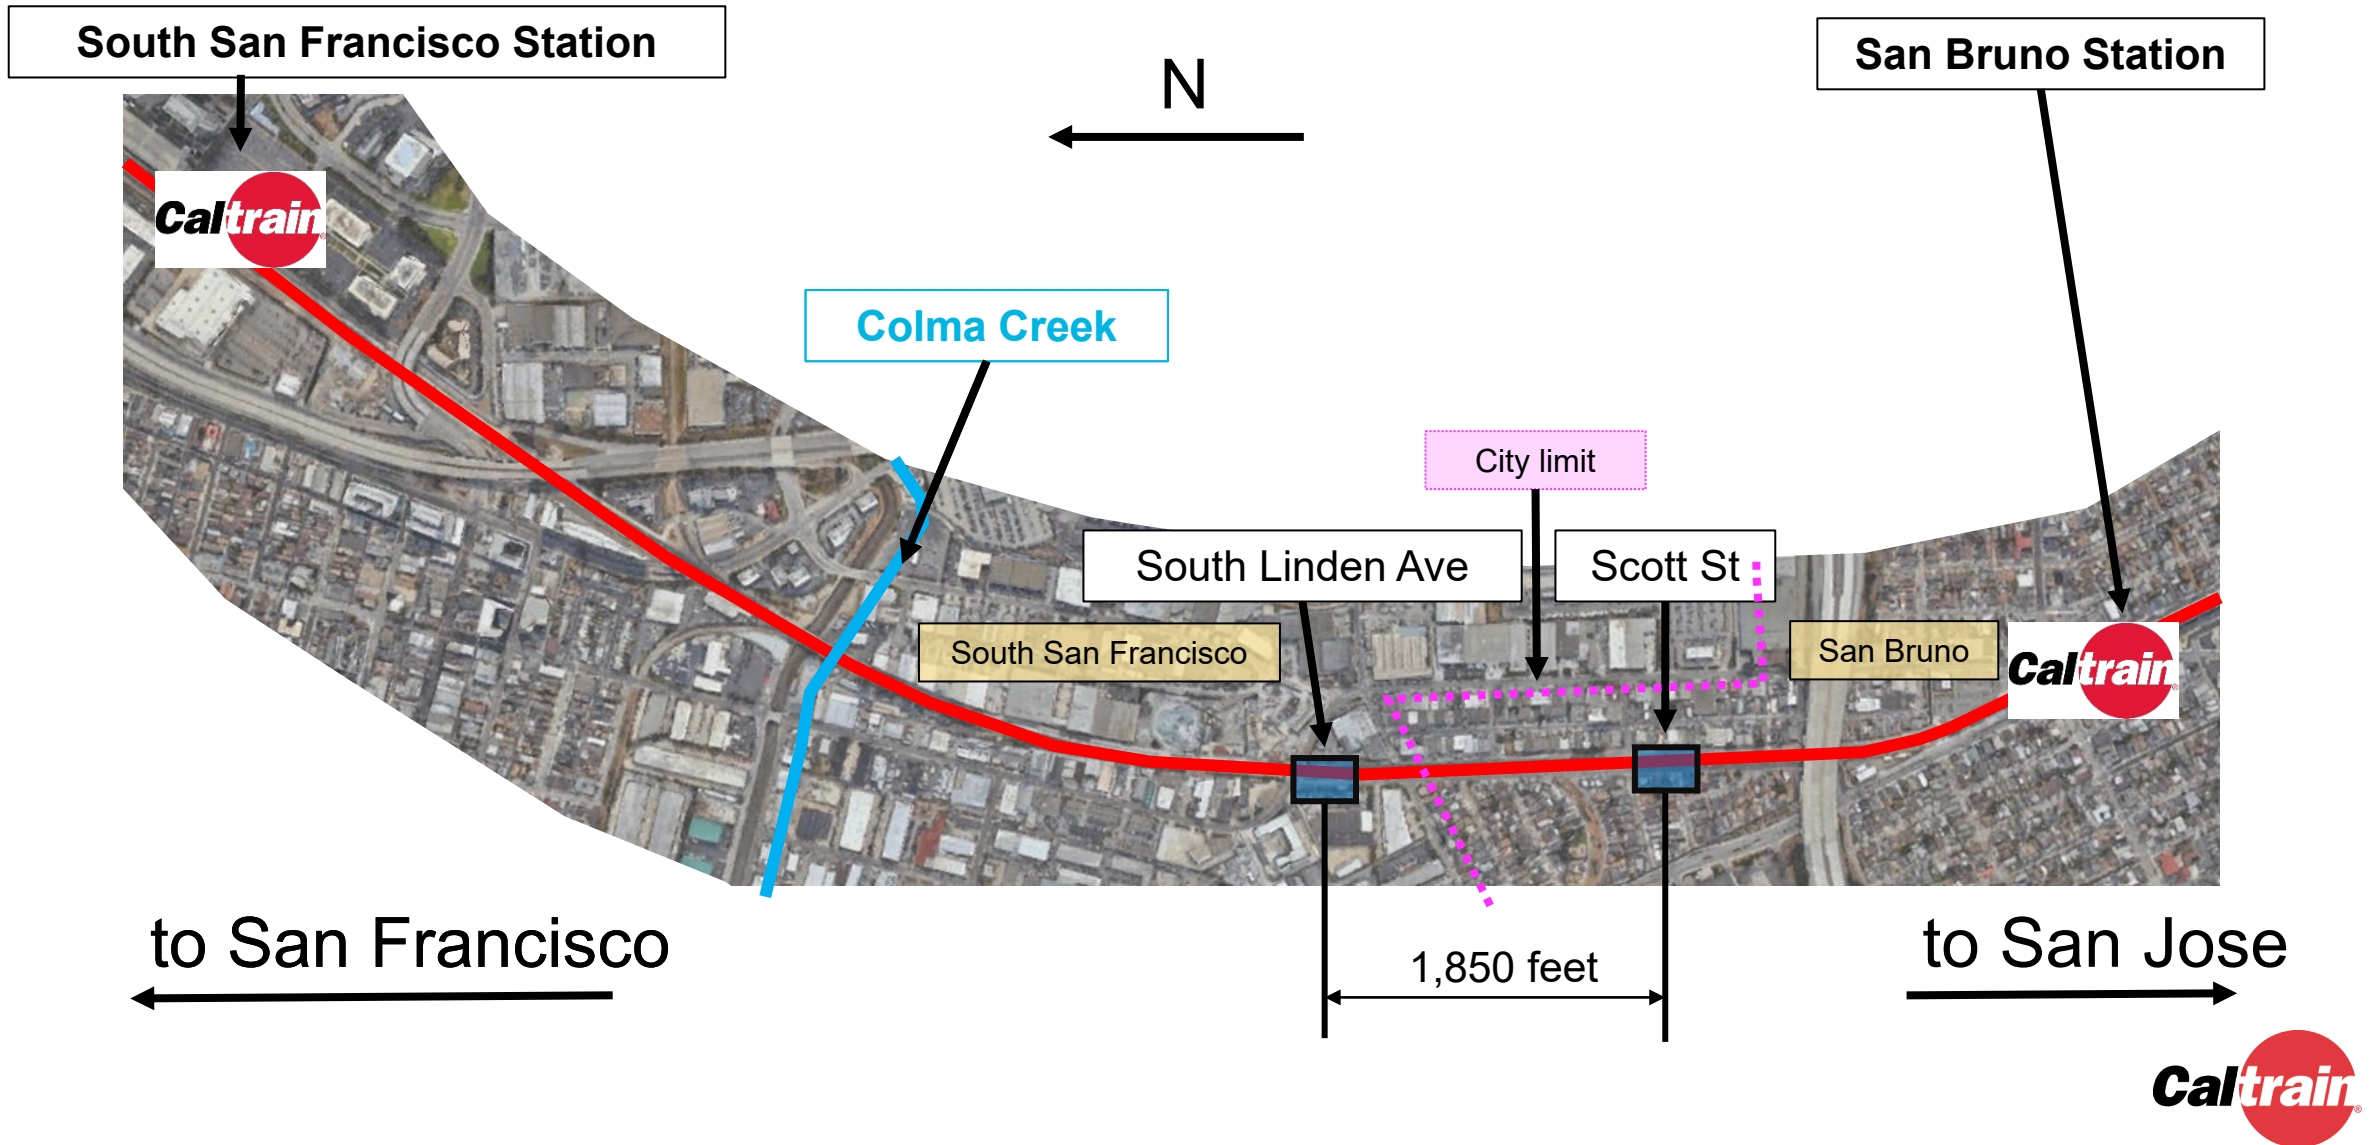 South San Francisco Station
N
San Bruno Station
Caltrain
Colma Creek
City limit
South Linden Ave
Scott St
South San Francisco
San Bruno
Caltrain
to San Francisco
1,850 feet
to San Jose
Caltrain